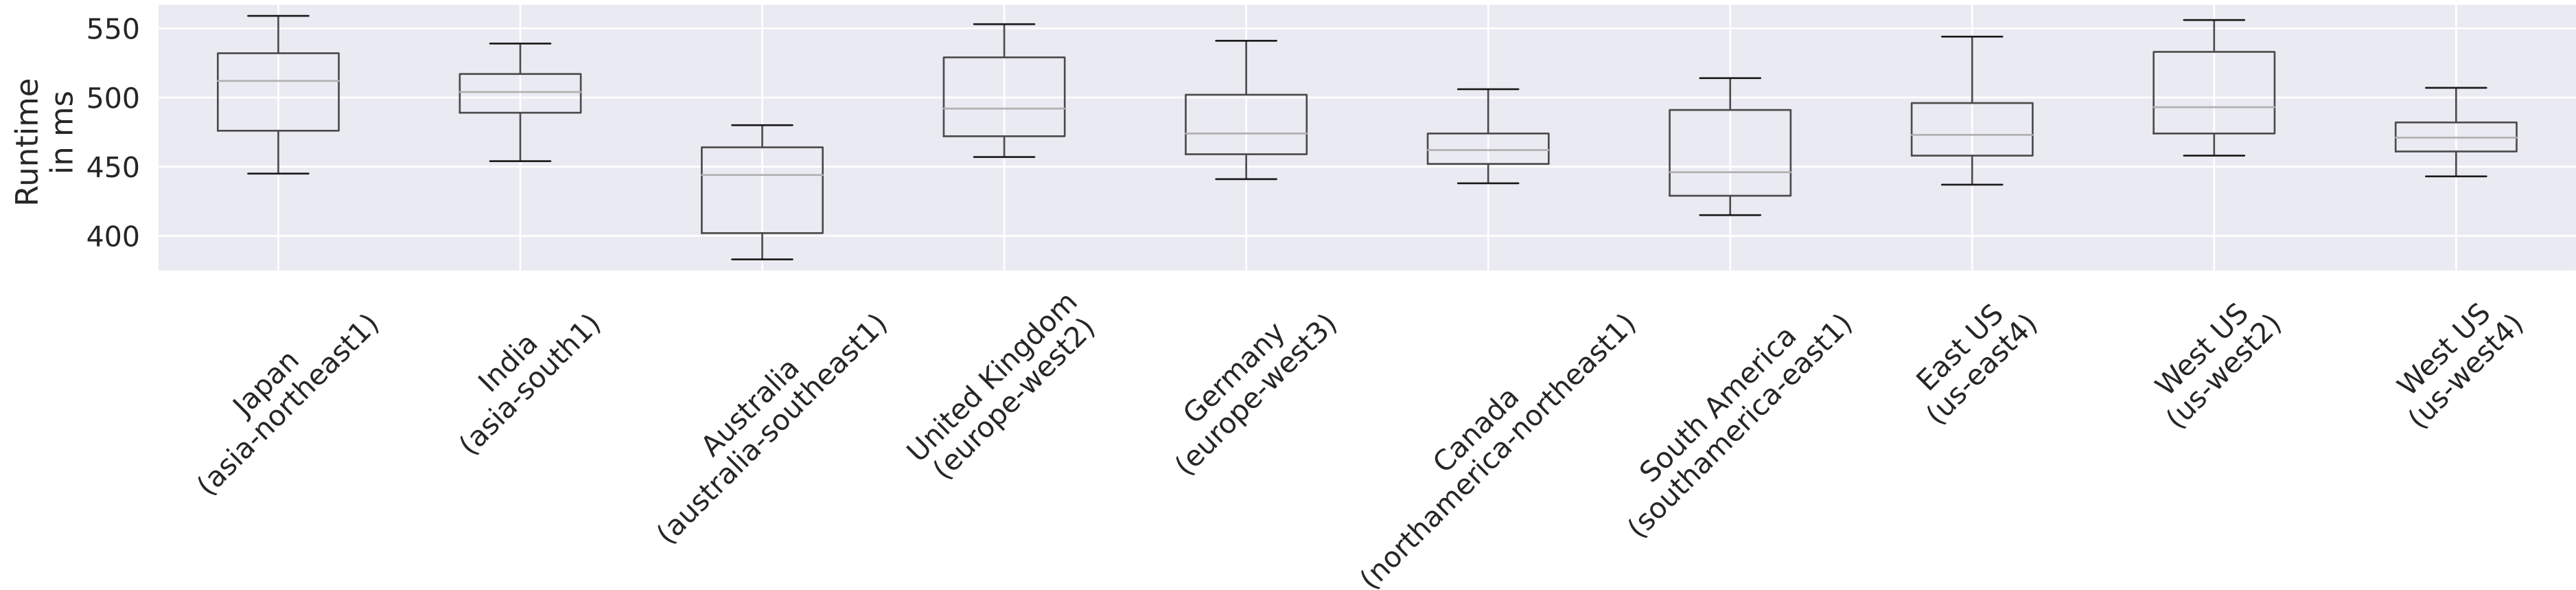 Runtime
in ms
550
500
450
400
Japan
(asia-northeast1)
India
(asia-south1)
Australia
(australia-southeast1)
United Kingdom
(europe-west2)
Germany
(europe-west3)
Canada
(northamerica-northeast1)
South America
(southamerica-east1)
East US
(us-east4)
West US
(us-west2)
West US
(us-west4)